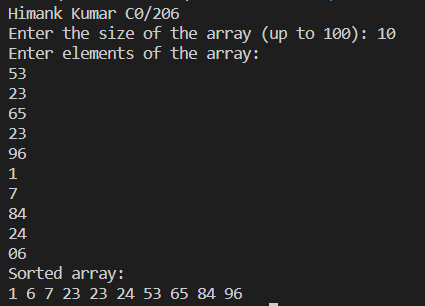 Himank Kumar C0/206
Enter the size of the array (up to 100): 10
Enter elements of the array:
53
23
65
23
96
1
7
84
24
06
Sorted array:
1 6 7 23 23 24 53 65 84 96